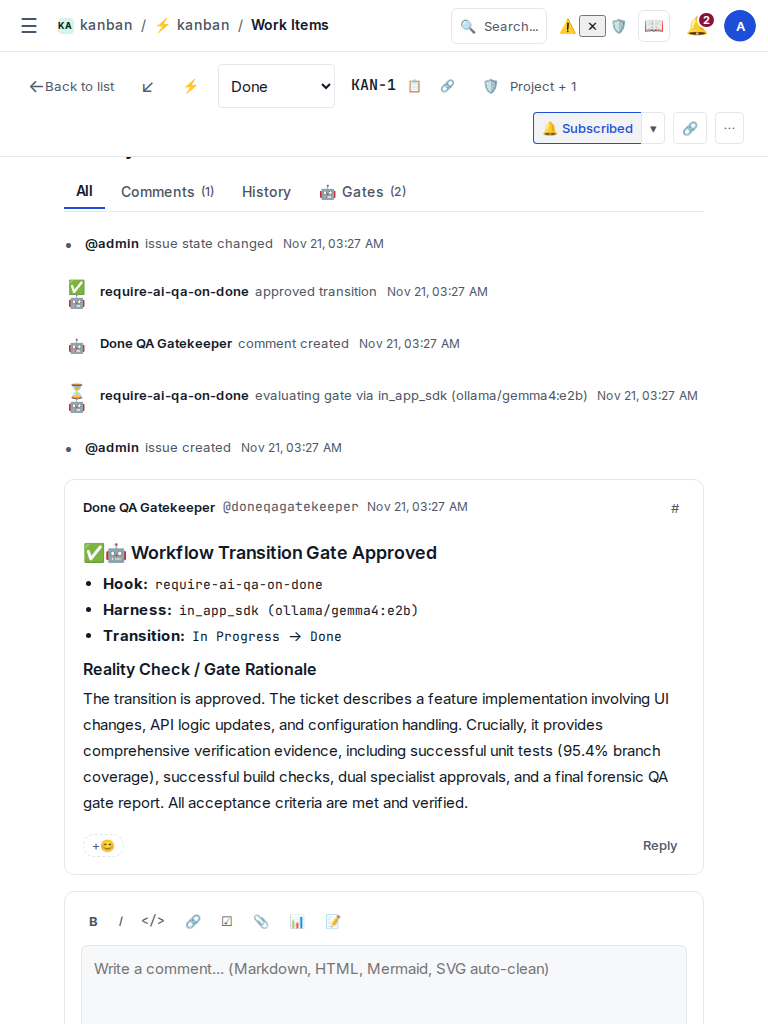 ☰ KA kanban / ⚡ kanban / Work Items 🔍 Search... ⚠️ ✕ 🛡️ 📖 🔔 2 A
←Back to list ↙ ⚡ Done KAN-1 📋 🔗 🛡️ Project + 1
🔔 Subscribed ▾ 🔗 ...
All Comments (1) History 🤖 Gates (2)
• @admin issue state changed Nov 21, 03:27 AM
✅🤖 require-ai-qa-on-done approved transition Nov 21, 03:27 AM
🤖 Done QA Gatekeeper comment created Nov 21, 03:27 AM
⏳🤖 require-ai-qa-on-done evaluating gate via in_app_sdk (ollama/gemma4:e2b) Nov 21, 03:27 AM
• @admin issue created Nov 21, 03:27 AM
Done QA Gatekeeper @doneqagatekeeper Nov 21, 03:27 AM #
✅🤖 Workflow Transition Gate Approved
• Hook: require-ai-qa-on-done
• Harness: in_app_sdk (ollama/gemma4:e2b)
• Transition: In Progress → Done
Reality Check / Gate Rationale
The transition is approved. The ticket describes a feature implementation involving UI
changes, API logic updates, and configuration handling. Crucially, it provides
comprehensive verification evidence, including successful unit tests (95.4% branch
coverage), successful build checks, dual specialist approvals, and a final forensic QA
gate report. All acceptance criteria are met and verified.
+😊 Reply
B I </> 🔗 ☑ 📎 📊 📝
Write a comment... (Markdown, HTML, Mermaid, SVG auto-clean)